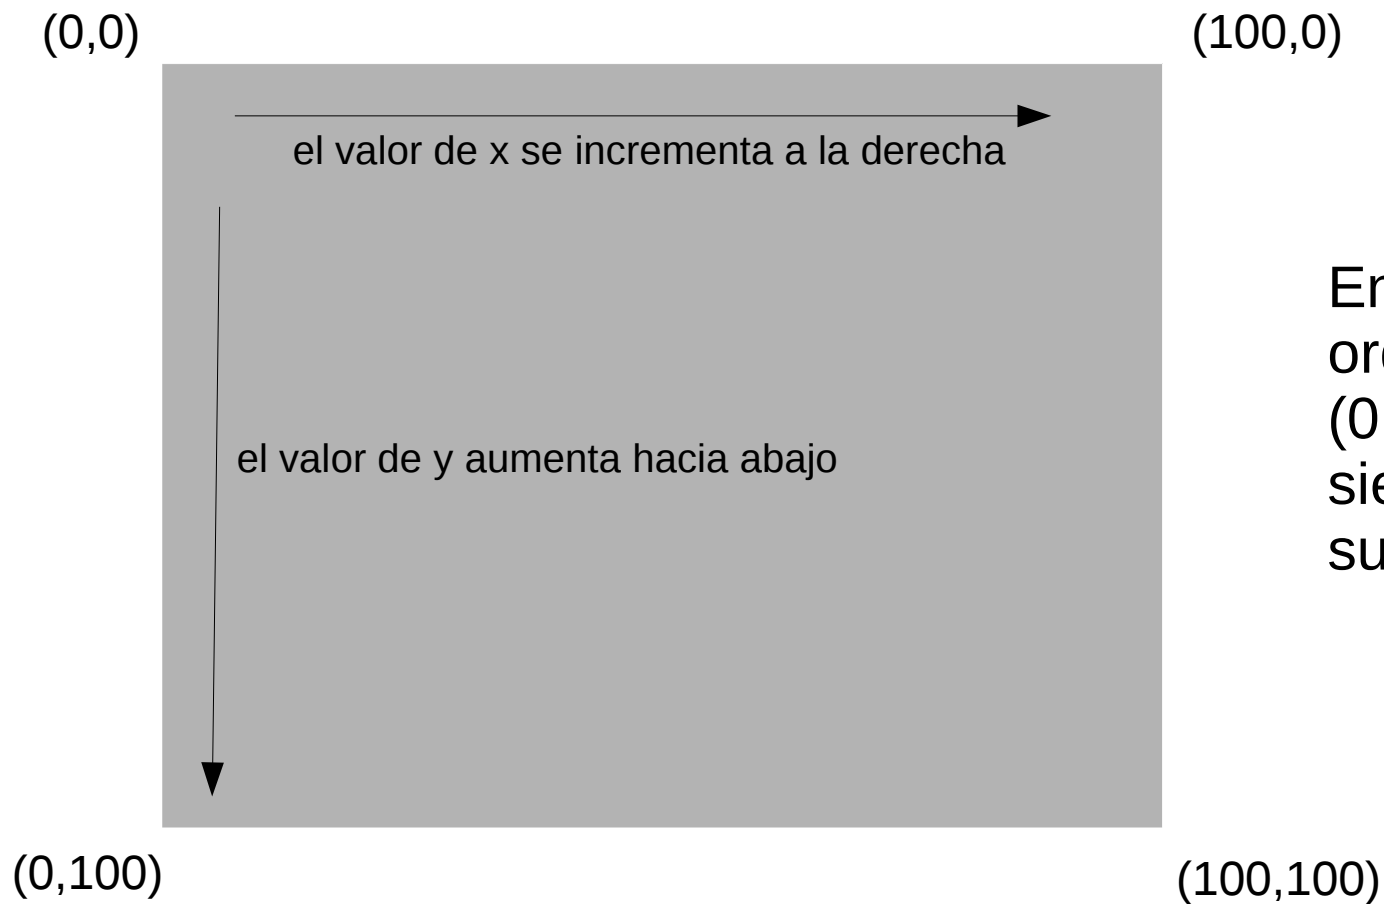 (0,0)
(100,0)
el valor de x se incrementa a la derecha
el valor de y aumenta hacia abajo
(0
(0,100)
(100,100)